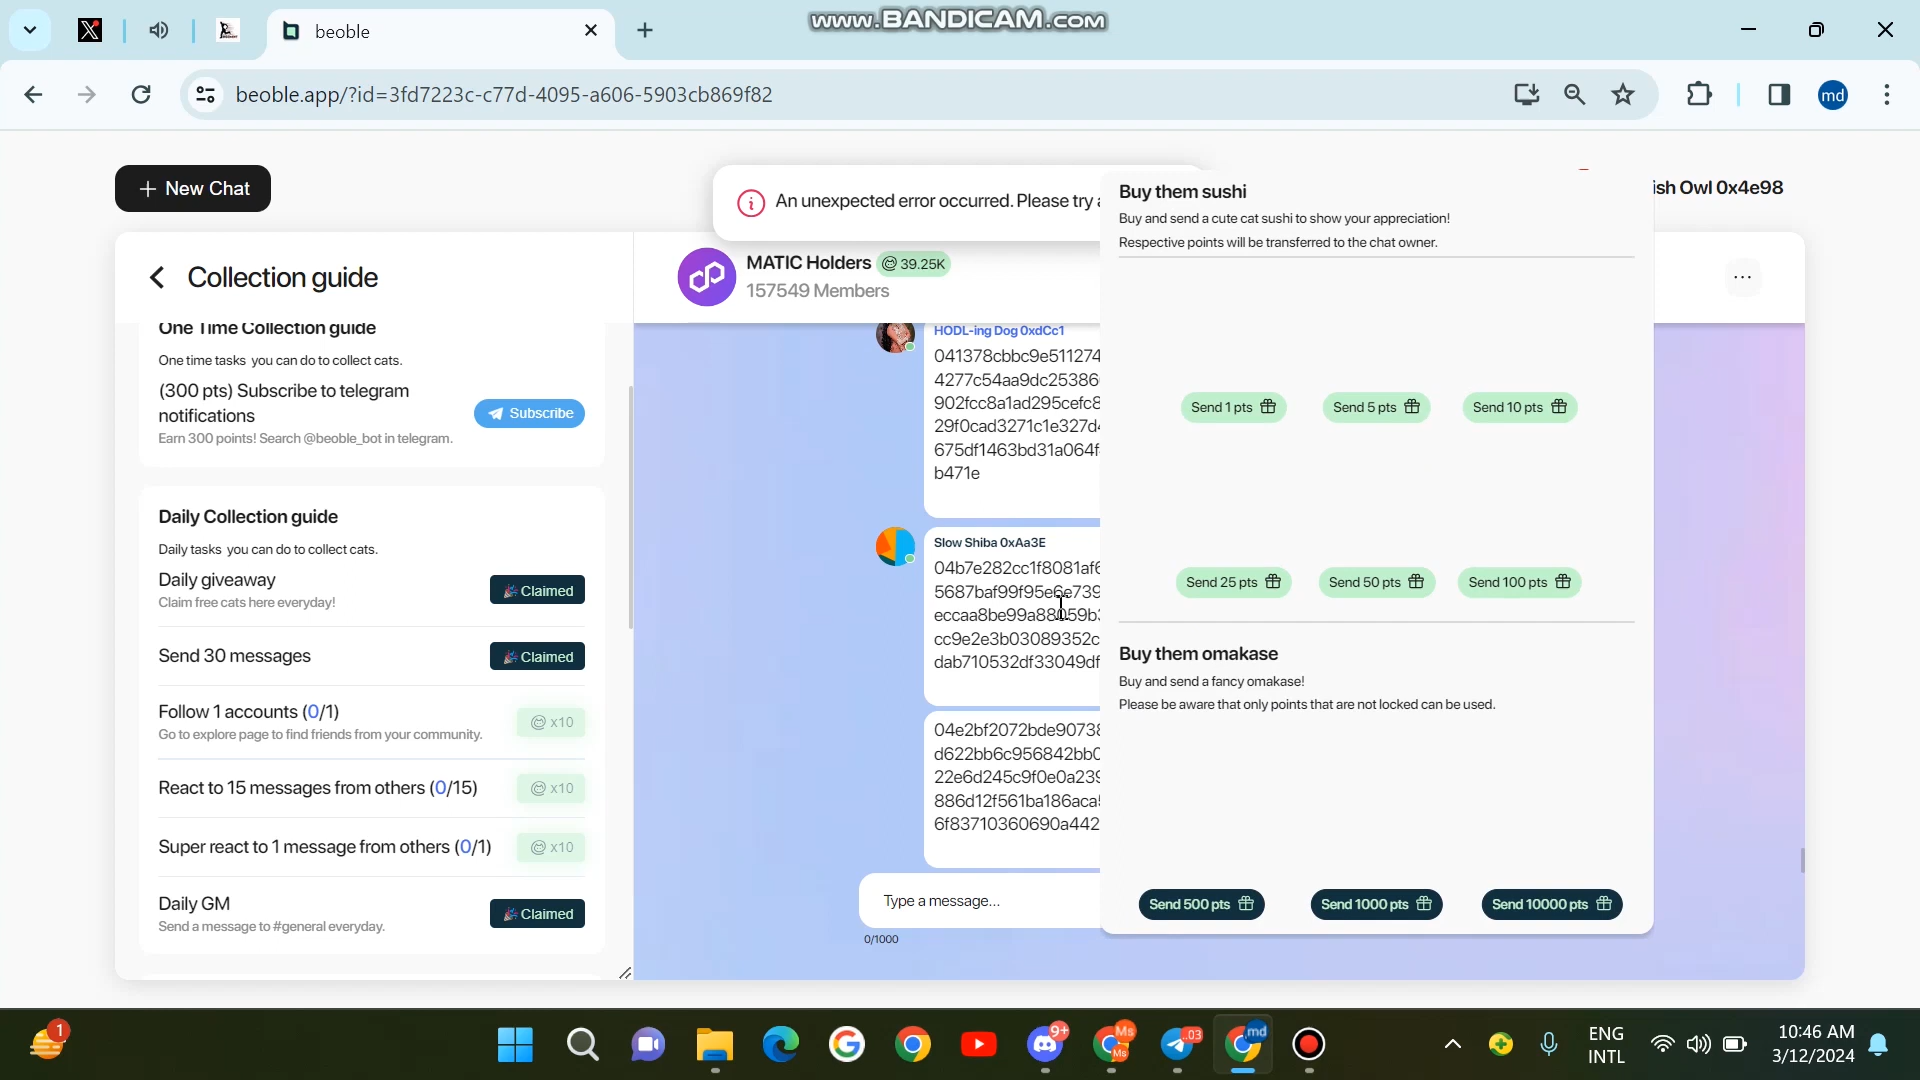 beoble
www.BANDICAM.com
beoble.app/?id=3fd7223c-c77d-4095-a606-5903cb869f82
md
New Chat
An unexpected error occurred. Please try
ish Owl 0x4e98
Collection guide
One Time Collection guide
One time tasks you can do to collect cats.
(300 pts) Subscribe to telegram
notifications
Subscribe
Earn 300 points! Search @beoble_bot in telegram.
Daily Collection guide
Daily tasks you can do to collect cats.
Daily giveaway
Claim free cats here everyday!
Claimed
Send 30 messages
Claimed
Follow 1 accounts (0/1)
Go to explore page to find friends from your community.
x10
React to 15 messages from others (0/15)
x10
Super react to 1 message from others (0/1)
x10
Daily GM
Send a message to #general everyday.
Claimed
MATIC Holders 39.25K
157549 Members
HODL-ing Dog 0xdCc1
041378cbbc9e511274
4277c54aa9dc25386
902fcc8a1ad295cefc8
29f0cad3271c1e327d
675df1463bd31a064f
b471e
Slow Shiba 0xAa3E
04b7e282cc1f8081af6
5687baf99f95e6e739
eccaa8be99a88059b
cc9e2e3b03089352c
dab710532df33049df
04e2bf2072bde90738
d622bb6c956842bb0
22e6d245c9f0e0a239
886d12f561ba186aca
6f83710360690a442
Type a message...
0/1000
Buy them sushi
Buy and send a cute cat sushi to show your appreciation!
Respective points will be transferred to the chat owner.
Send 1 pts
Send 5 pts
Send 10 pts
Send 25 pts
Send 50 pts
Send 100 pts
Buy them omakase
Buy and send a fancy omakase!
Please be aware that only points that are not locked can be used.
Send 500 pts
Send 1000 pts
Send 10000 pts
1
9+
Ms
Ms
..03
md
ENG
INTL
10:46 AM
3/12/2024